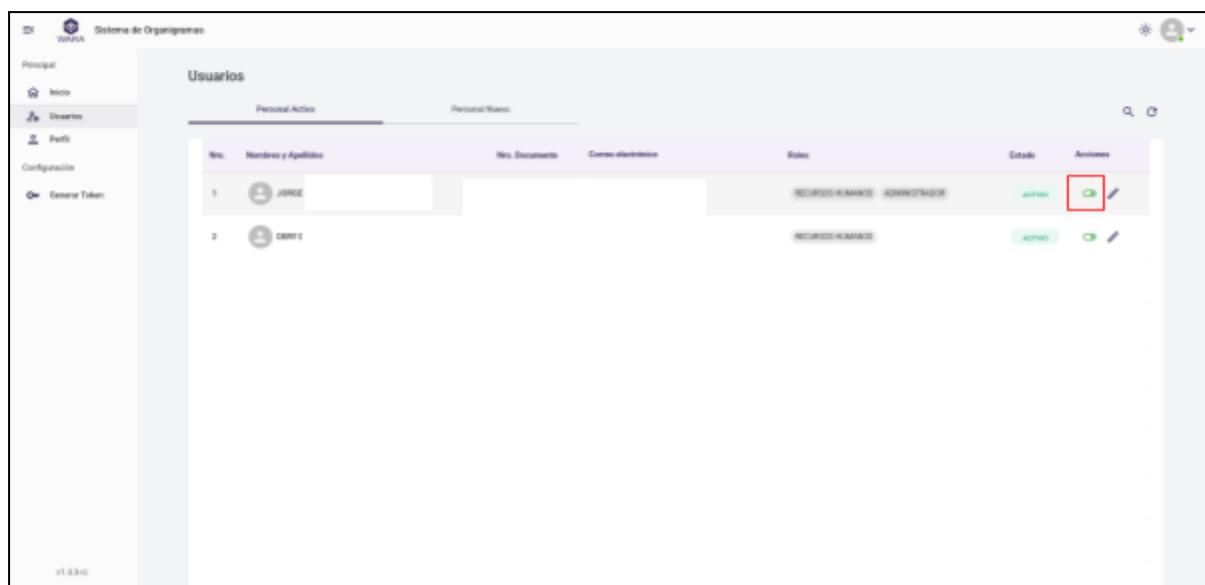 WARA
Sistema de Organigramas
Principal
Inicio
Usuarios
Perfil
Configuración
Generar Token
Usuarios
Personal Activo Personal Nuevo
Nro. Nombres y Apellidos Nro. Documento Correo electrónico Roles Estado Acciones
1 JORGE RECURSOS HUMANOS ADMINISTRADOR ACTIVO
2 RECURSOS HUMANOS ACTIVO